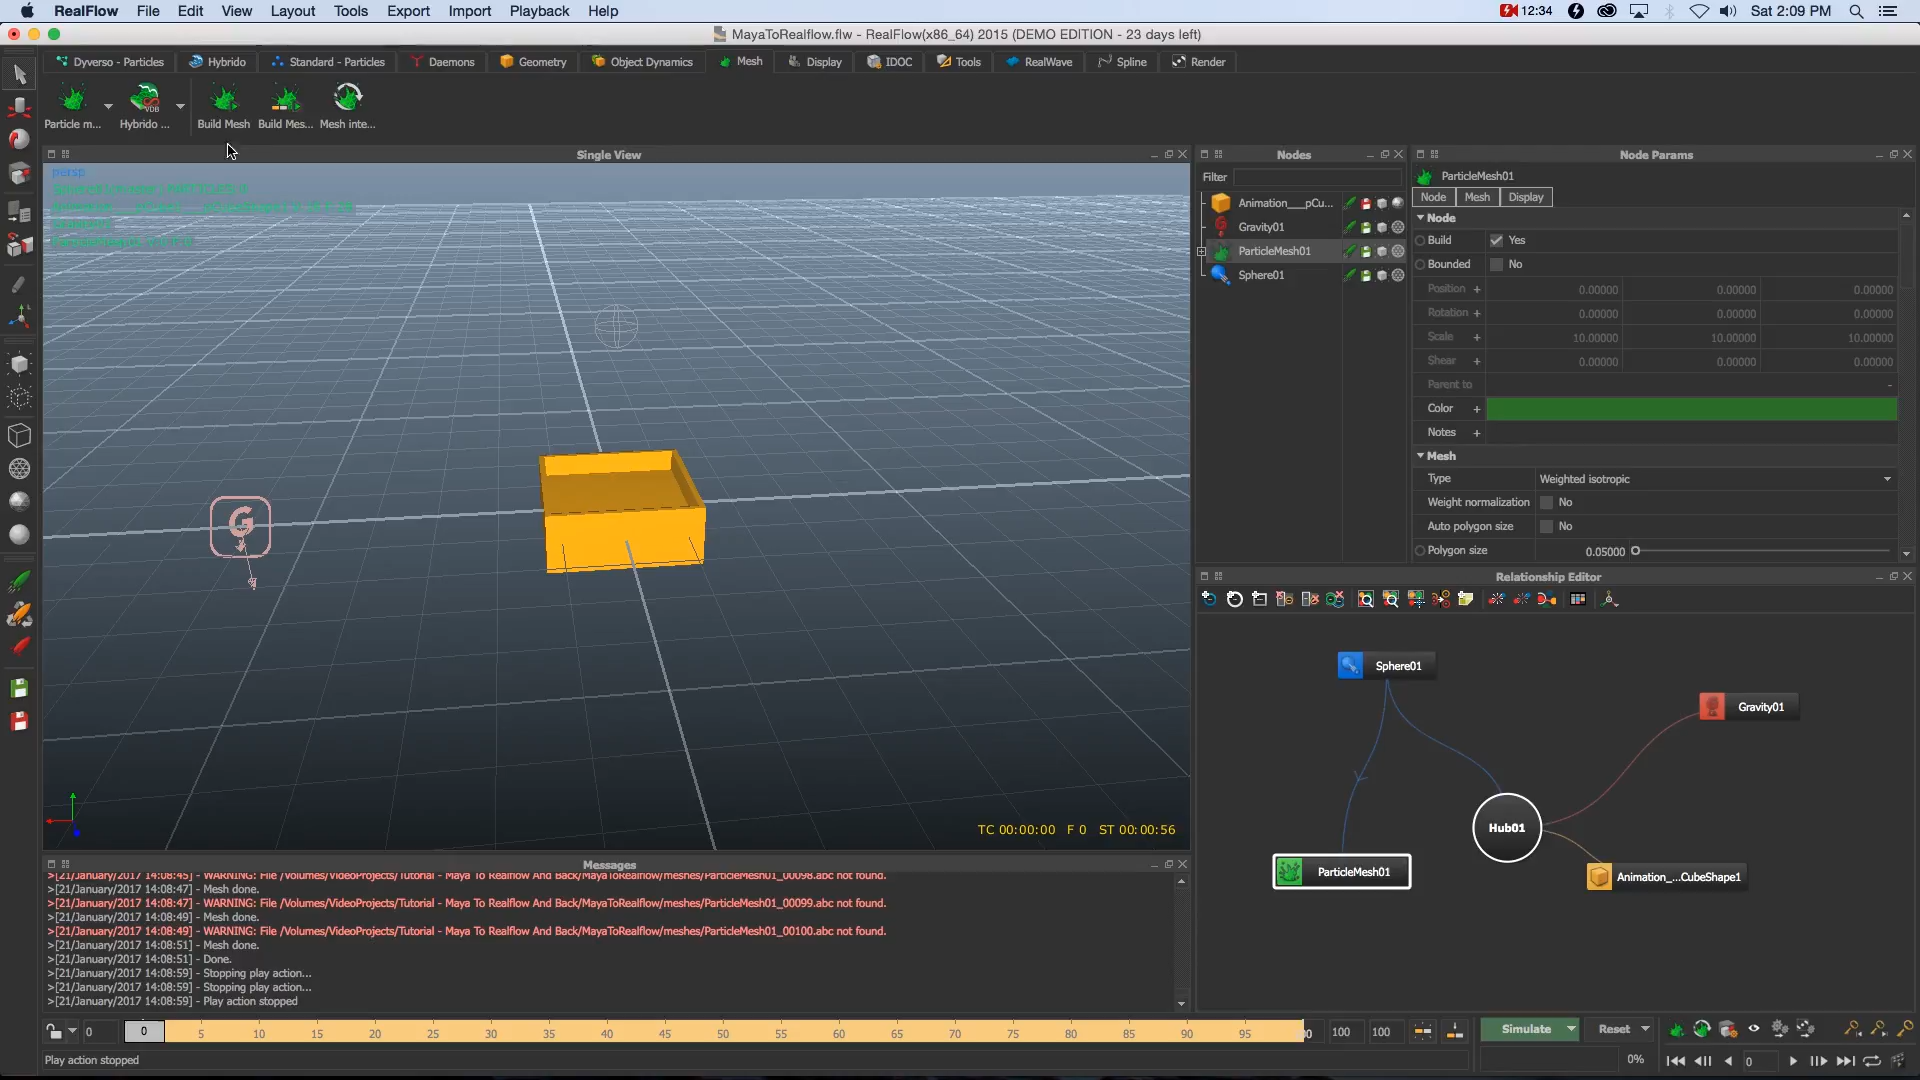 RealFlow File Edit View Layout Tools Export Import Playback Help 12:34 Sat 2:09 PM
MayaToRealflow.flw - RealFlow(x86_64) 2015 (DEMO EDITION - 23 days left)
Dyverso - Particles Hybrido Standard - Particles Daemons Geometry Object Dynamics Mesh Display IDOC Tools RealWave Spline Render
VDB
Particle m... Hybrido ... Build Mesh Build Mes... Mesh inte...
Single View
persp
G
TC 00:00:00 F 0 ST 00:00:56
Nodes
Filter
Animation___pCu...
Gravity01
ParticleMesh01
Sphere01
Node Params
ParticleMesh01
Node Mesh Display
Node
Build Yes
Bounded No
Position + 0.00000 0.00000 0.00000
Rotation + 0.00000 0.00000 0.00000
Scale + 10.00000 10.00000 10.00000
Shear + 0.00000 0.00000 0.00000
Parent to -
Color +
Notes +
Mesh
Type Weighted isotropic
Weight normalization No
Auto polygon size No
Polygon size 0.05000
Relationship Editor
Sphere01
Gravity01
Hub01
ParticleMesh01
Animation_...CubeShape1
Messages
>[21/January/2017 14:08:45] - WARNING: File /Volumes/VideoProjects/Tutorial - Maya To Realflow And Back/MayaToRealflow/meshes/ParticleMesh01_00098.abc not found.
>[21/January/2017 14:08:47] - Mesh done.
>[21/January/2017 14:08:47] - WARNING: File /Volumes/VideoProjects/Tutorial - Maya To Realflow And Back/MayaToRealflow/meshes/ParticleMesh01_00099.abc not found.
>[21/January/2017 14:08:49] - Mesh done.
>[21/January/2017 14:08:49] - WARNING: File /Volumes/VideoProjects/Tutorial - Maya To Realflow And Back/MayaToRealflow/meshes/ParticleMesh01_00100.abc not found.
>[21/January/2017 14:08:51] - Mesh done.
>[21/January/2017 14:08:51] - Done.
>[21/January/2017 14:08:59] - Stopping play action...
>[21/January/2017 14:08:59] - Stopping play action...
>[21/January/2017 14:08:59] - Play action stopped
0 0 5 10 15 20 25 30 35 40 45 50 55 60 65 70 75 80 85 90 95 00 100 100 Simulate Reset
Play action stopped 0% 0